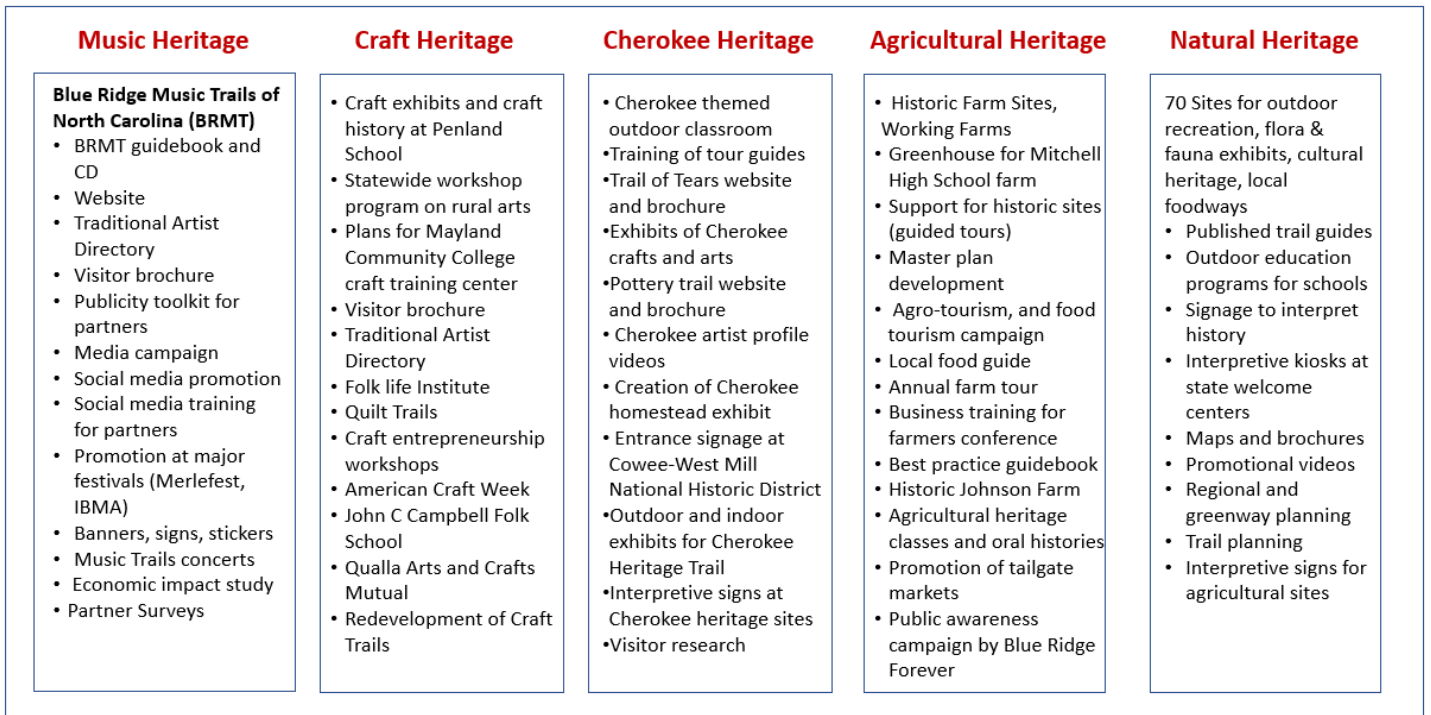 Music Heritage
Blue Ridge Music Trails of
North Carolina (BRMT)
• BRMT guidebook and
CD
• Website
• Traditional Artist
Directory
• Visitor brochure
• Publicity toolkit for
partners
• Media campaign
• Social media promotion
• Social media training
for partners
• Promotion at major
festivals (Merlefest,
IBMA)
• Banners, signs, stickers
• Music Trails concerts
• Economic impact study
• Partner Surveys
Craft Heritage
• Craft exhibits and craft
history at Penland
School
• Statewide workshop
program on rural arts
• Plans for Mayland
Community College
craft training center
• Visitor brochure
• Traditional Artist
Directory
• Folk life Institute
• Quilt Trails
• Craft entrepreneurship
workshops
• American Craft Week
• John C Campbell Folk
School
• Qualla Arts and Crafts
Mutual
• Redevelopment of Craft
Trails
Cherokee Heritage
• Cherokee themed
outdoor classroom
•Training of tour guides
•Trail of Tears website
and brochure
•Exhibits of Cherokee
crafts and arts
•Pottery trail website
and brochure
• Cherokee artist profile
videos
• Creation of Cherokee
homestead exhibit
• Entrance signage at
Cowee-West Mill
National Historic District
•Outdoor and indoor
exhibits for Cherokee
Heritage Trail
•Interpretive signs at
Cherokee heritage sites
•Visitor research
Agricultural Heritage
• Historic Farm Sites,
Working Farms
• Greenhouse for Mitchell
High School farm
• Support for historic sites
(guided tours)
• Master plan
development
• Agro-tourism, and food
tourism campaign
• Local food guide
• Annual farm tour
• Business training for
farmers conference
• Best practice guidebook
• Historic Johnson Farm
• Agricultural heritage
classes and oral histories
• Promotion of tailgate
markets
• Public awareness
campaign by Blue Ridge
Forever
Natural Heritage
70 Sites for outdoor
recreation, flora &
fauna exhibits, cultural
heritage, local
foodways
• Published trail guides
• Outdoor education
programs for schools
• Signage to interpret
history
• Interpretive kiosks at
state welcome
centers
• Maps and brochures
• Promotional videos
• Regional and
greenway planning
• Trail planning
• Interpretive signs for
agricultural sites